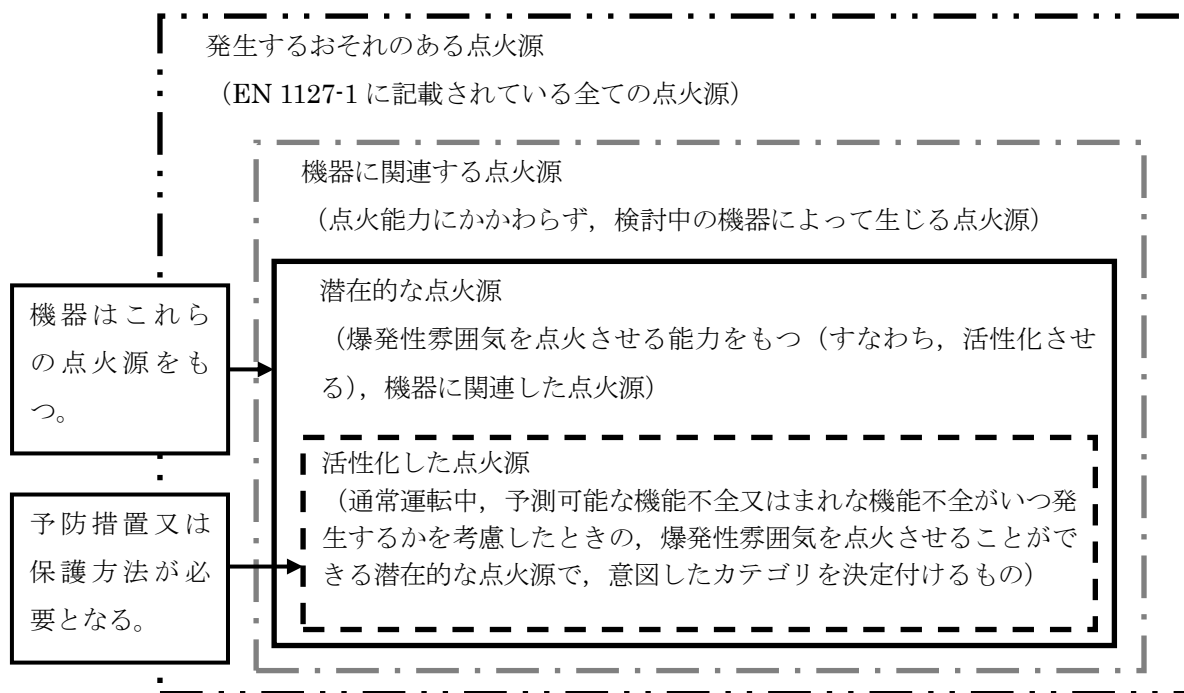 発生するおそれのある点火源
（EN 1127-1 に記載されている全ての点火源）
機器に関連する点火源
（点火能力にかかわらず，検討中の機器によって生じる点火源）
機器はこれら
の点火源をも
つ。
潜在的な点火源
（爆発性雰囲気を点火させる能力をもつ（すなわち，活性化させ
る），機器に関連した点火源）
予防措置又は
保護方法が必
要となる。
活性化した点火源
（通常運転中，予測可能な機能不全又はまれな機能不全がいつ発
生するかを考慮したときの，爆発性雰囲気を点火させることがで
きる潜在的な点火源で，意図したカテゴリを決定付けるもの）